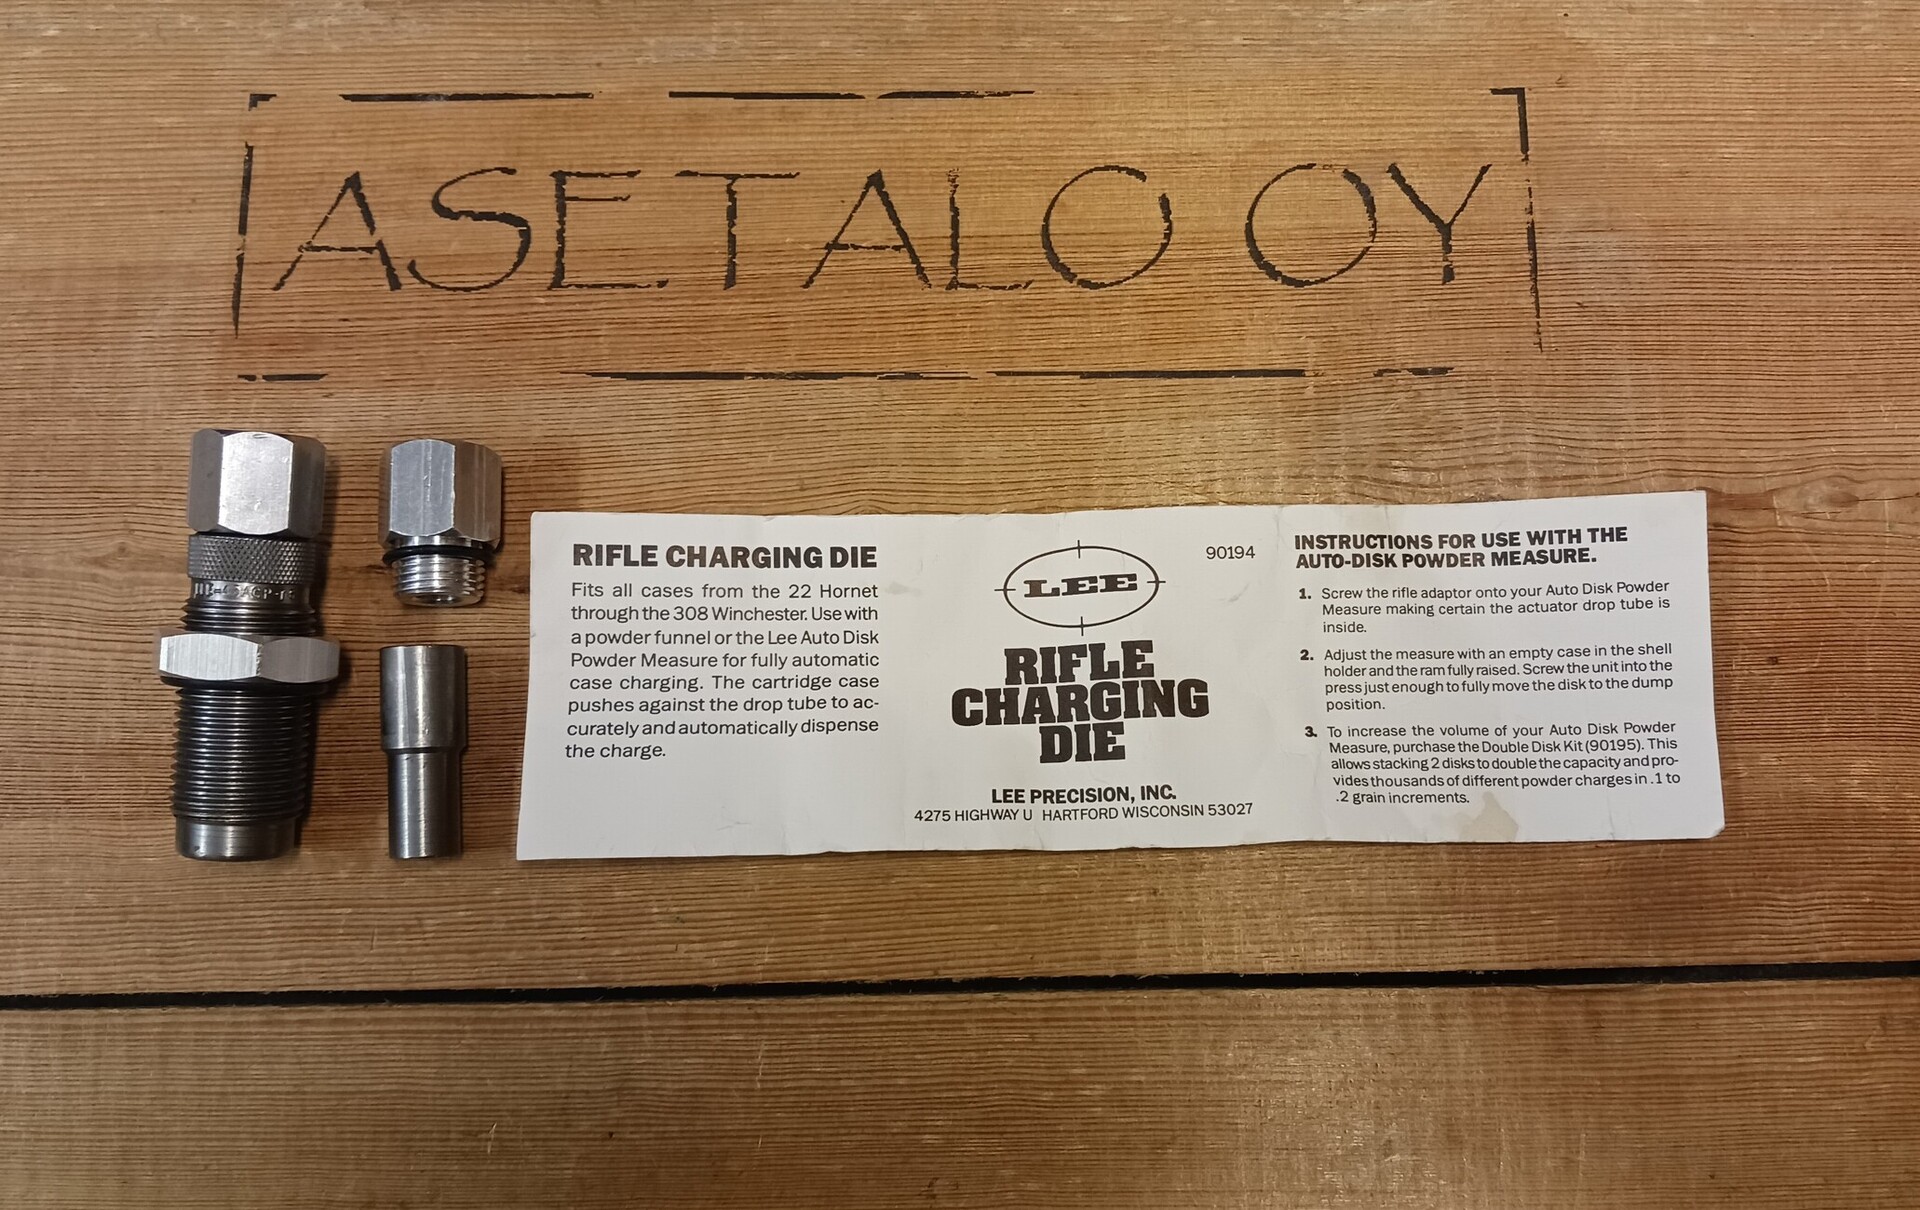 ASETALO OY
RIFLE CHARGING DIE
Fits all cases from the 22 Hornet
through the 308 Winchester. Use with
a powder funnel or the Lee Auto Disk
Powder Measure for fully automatic
case charging. The cartridge case
pushes against the drop tube to ac-
curately and automatically dispense
the charge.
90194
LEE
RIFLE
CHARGING
DIE
LEE PRECISION, INC.
4275 HIGHWAY U HARTFORD WISCONSIN 53027
INSTRUCTIONS FOR USE WITH THE
AUTO-DISK POWDER MEASURE.
1. Screw the rifle adaptor onto your Auto Disk Powder
Measure making certain the actuator drop tube is
inside.
2. Adjust the measure with an empty case in the shell
holder and the ram fully raised. Screw the unit into the
press just enough to fully move the disk to the dump
position.
3. To increase the volume of your Auto Disk Powder
Measure, purchase the Double Disk Kit (90195). This
allows stacking 2 disks to double the capacity and pro-
vides thousands of different powder charges in .1 to
.2 grain increments.